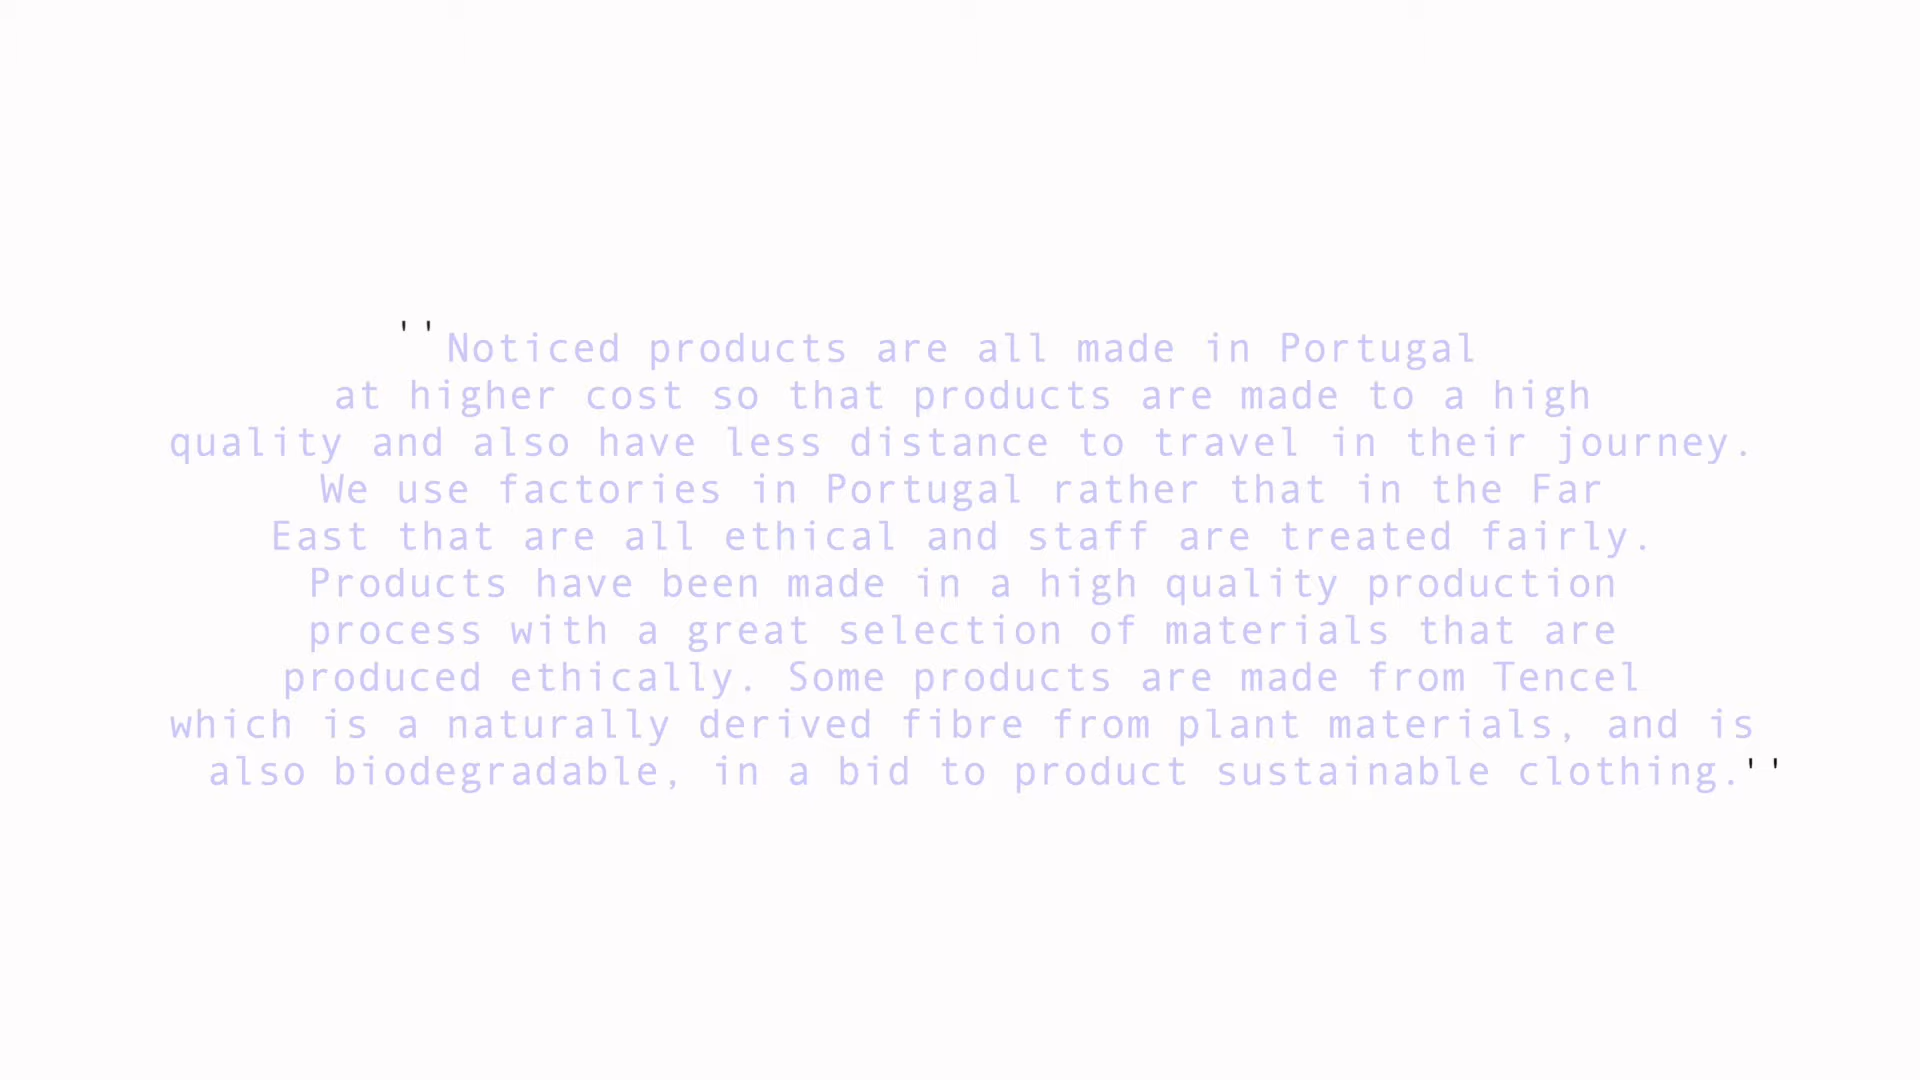 ''Noticed products are all made in Portugal
at higher cost so that products are made to a high
quality and also have less distance to travel in their journey.
We use factories in Portugal rather that in the Far
East that are all ethical and staff are treated fairly.
Products have been made in a high quality production
process with a great selection of materials that are
produced ethically. Some products are made from Tencel
which is a naturally derived fibre from plant materials, and is
also biodegradable, in a bid to product sustainable clothing.''